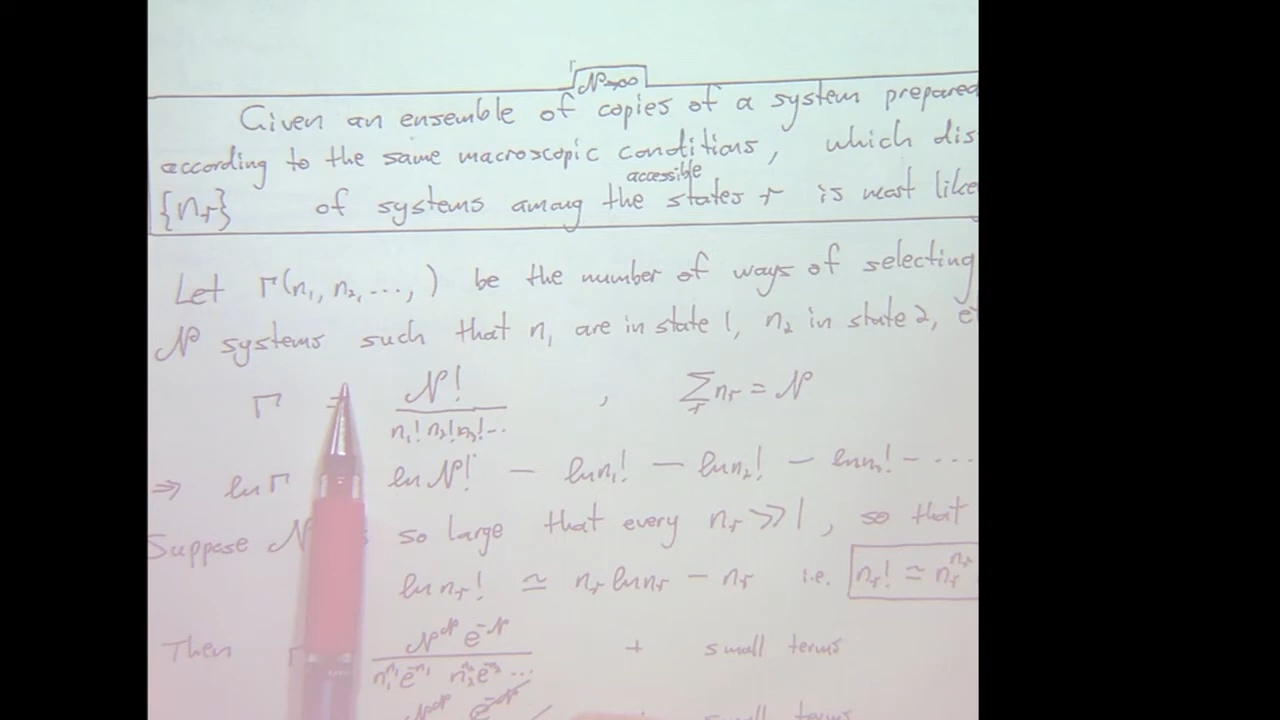 𝒩→∞
Given an ensemble of copies of a system prepared
according to the same macroscopic conditions, which dis
accessible
{n_r} of systems among the states r is most like
Let Γ(n₁, n₂, ..., ) be the number of ways of selecting
𝒩 systems such that n₁ are in state 1, n₂ in state 2, e
Γ = 𝒩! / n₁! n₂! n₃! ... , Σ_r n_r = 𝒩
⇒ ln Γ ln 𝒩! − ln n₁! − ln n₂! − ln n₃! − ....
Suppose 𝒩 so large that every n_r ≫ 1, so that
ln n_r! ≃ n_r ln n_r − n_r i.e. n_r! ≃ n_r^{n_r}
Then 𝒩^𝒩 e^{-𝒩} / n₁^{n₁} e^{-n₁} n₂^{n₂} e^{-n₂} ... + small terms
𝒩^𝒩 e^{-𝒩} small terms